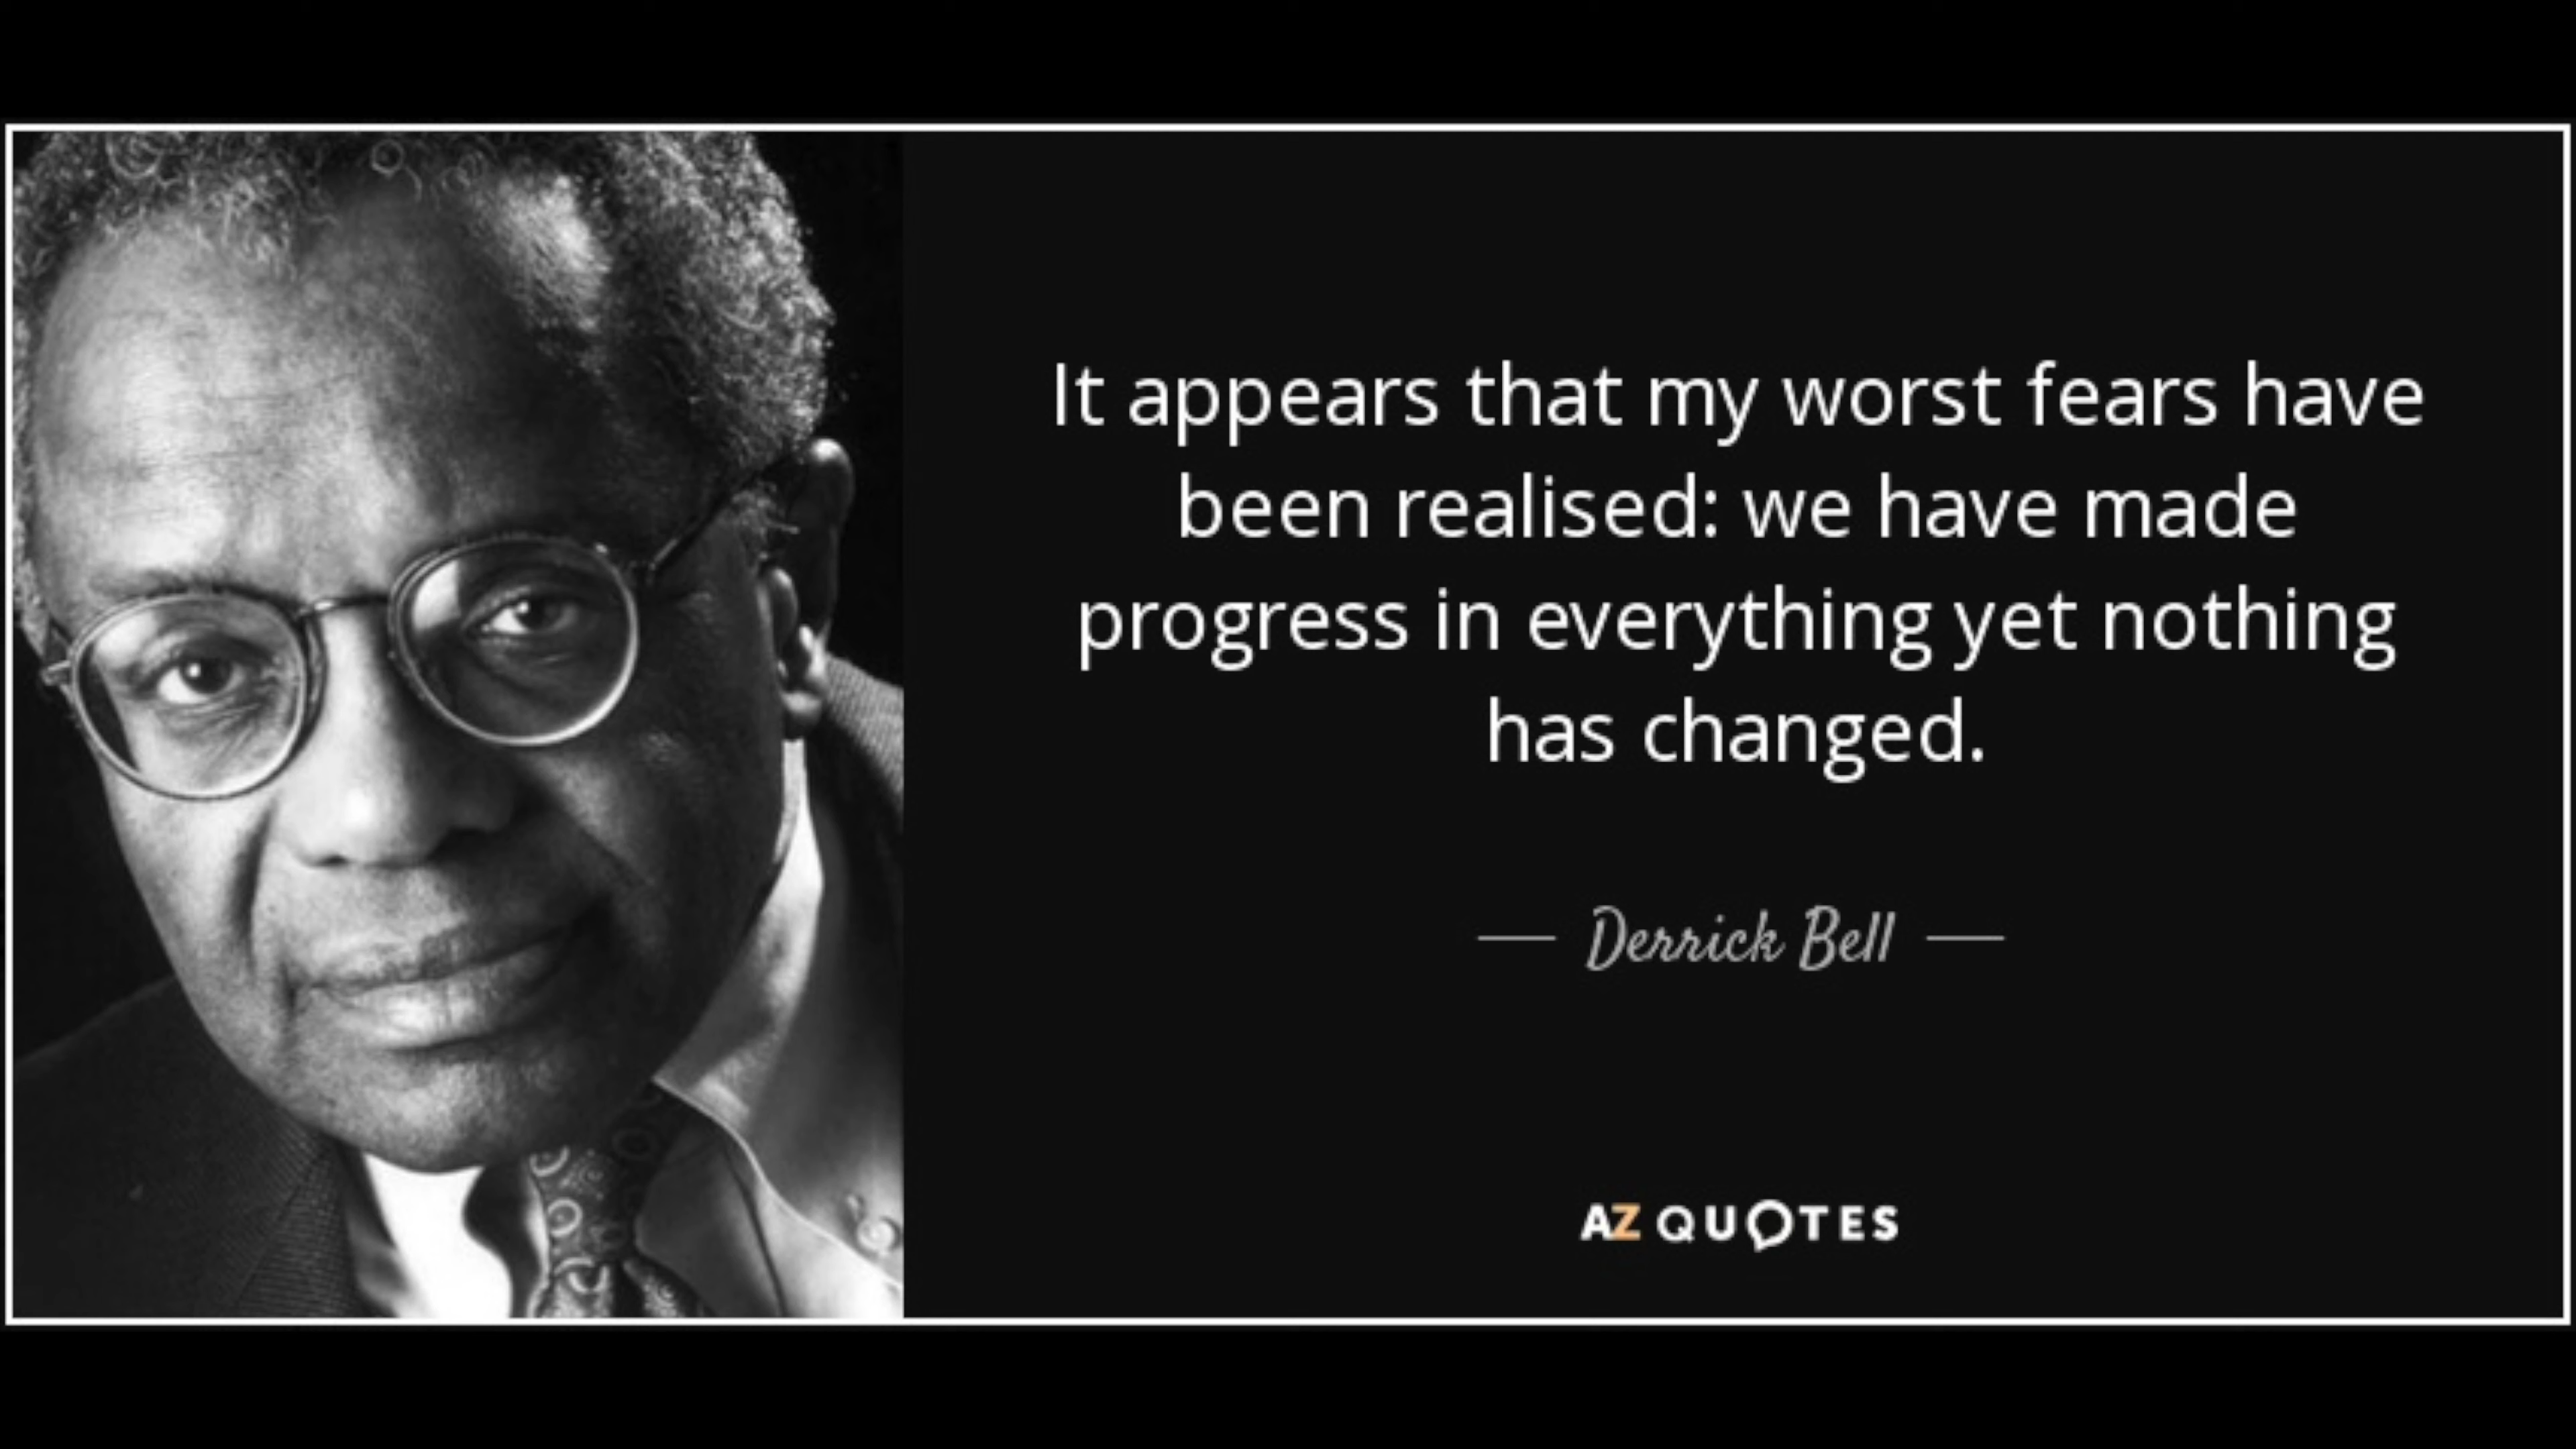 It appears that my worst fears have
been realised: we have made
progress in everything yet nothing
has changed.
— Derrick Bell —
AZ QUOTES